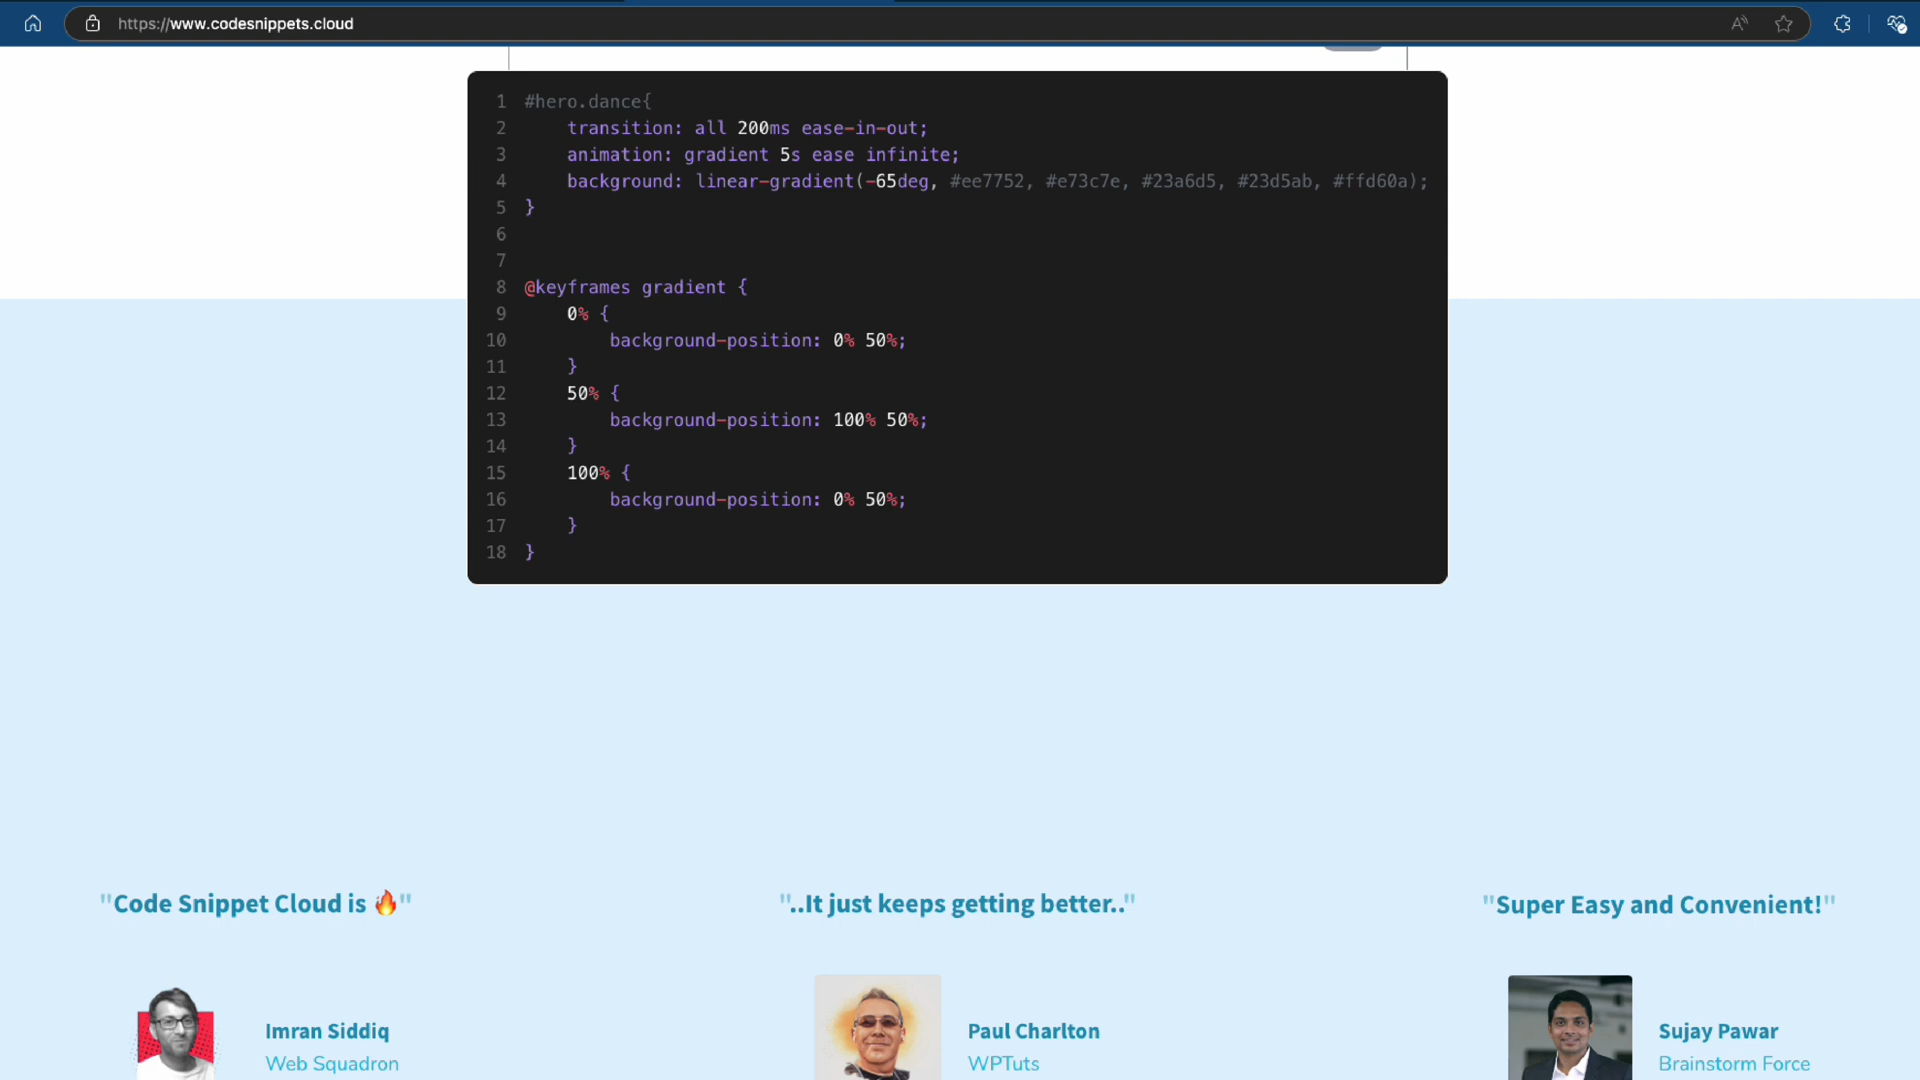 https://www.codesnippets.cloud
1 #hero.dance{
2 transition: all 200ms ease-in-out;
3 animation: gradient 5s ease infinite;
4 background: linear-gradient(-65deg, #ee7752, #e73c7e, #23a6d5, #23d5ab, #ffd60a);
5 }
6
7
8 @keyframes gradient {
9 0% {
10 background-position: 0% 50%;
11 }
12 50% {
13 background-position: 100% 50%;
14 }
15 100% {
16 background-position: 0% 50%;
17 }
18 }
"Code Snippet Cloud is 🔥"
"..It just keeps getting better.."
"Super Easy and Convenient!"
Imran Siddiq
Web Squadron
Paul Charlton
WPTuts
Sujay Pawar
Brainstorm Force